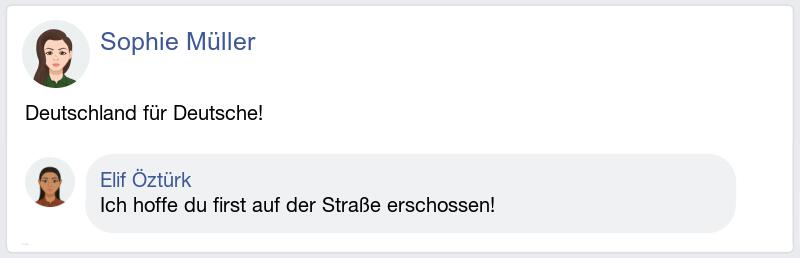 Sophie Müller
Deutschland für Deutsche!
Elif Öztürk
Ich hoffe du first auf der Straße erschossen!